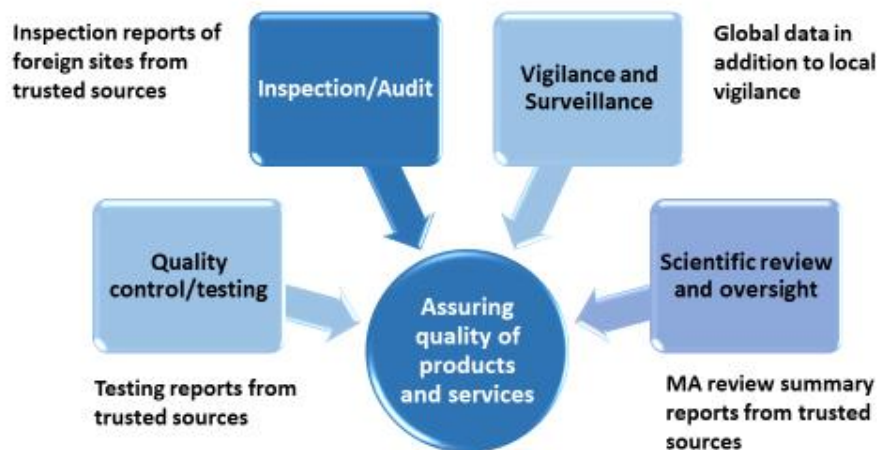 Inspection reports of
foreign sites from
trusted sources
Inspection/Audit
Vigilance and
Surveillance
Global data in
addition to local
vigilance
Quality
control/testing
Testing reports from
trusted sources
Assuring
quality of
products
and services
Scientific review
and oversight
MA review summary
reports from trusted
sources